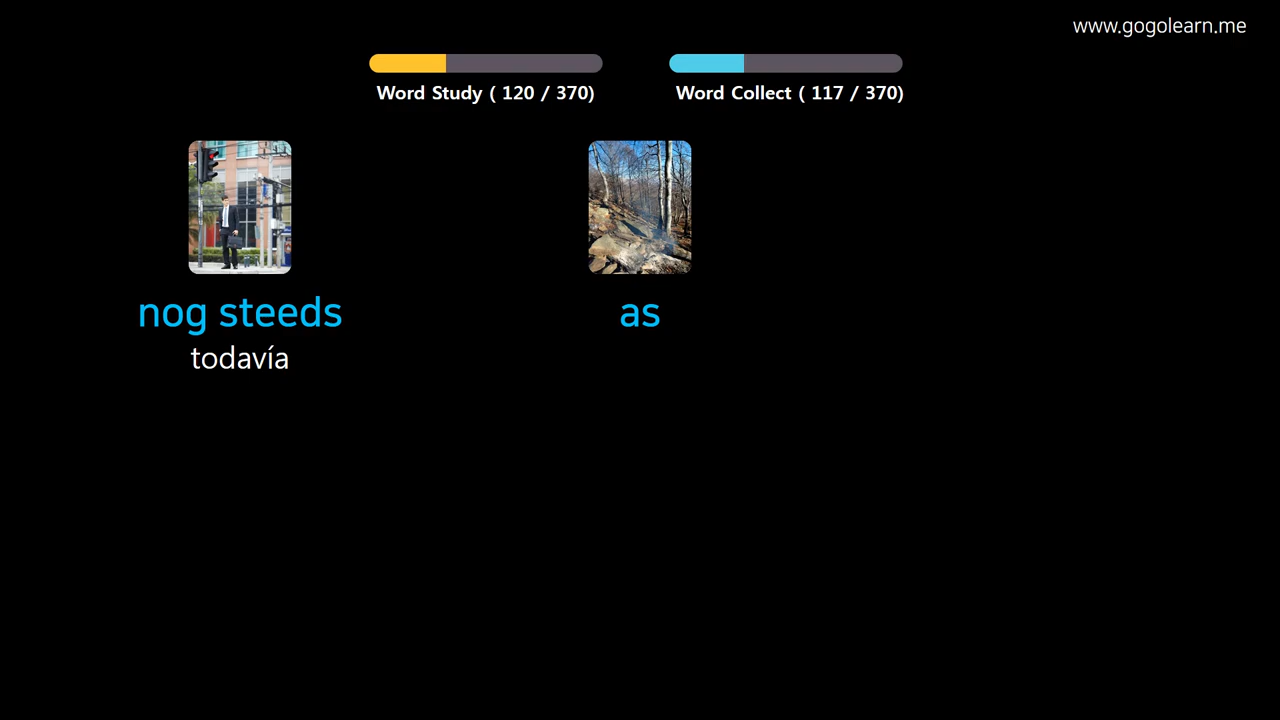 www.gogolearn.me
Word Study ( 120 / 370)
Word Collect ( 117 / 370)
nog steeds
as
todavía